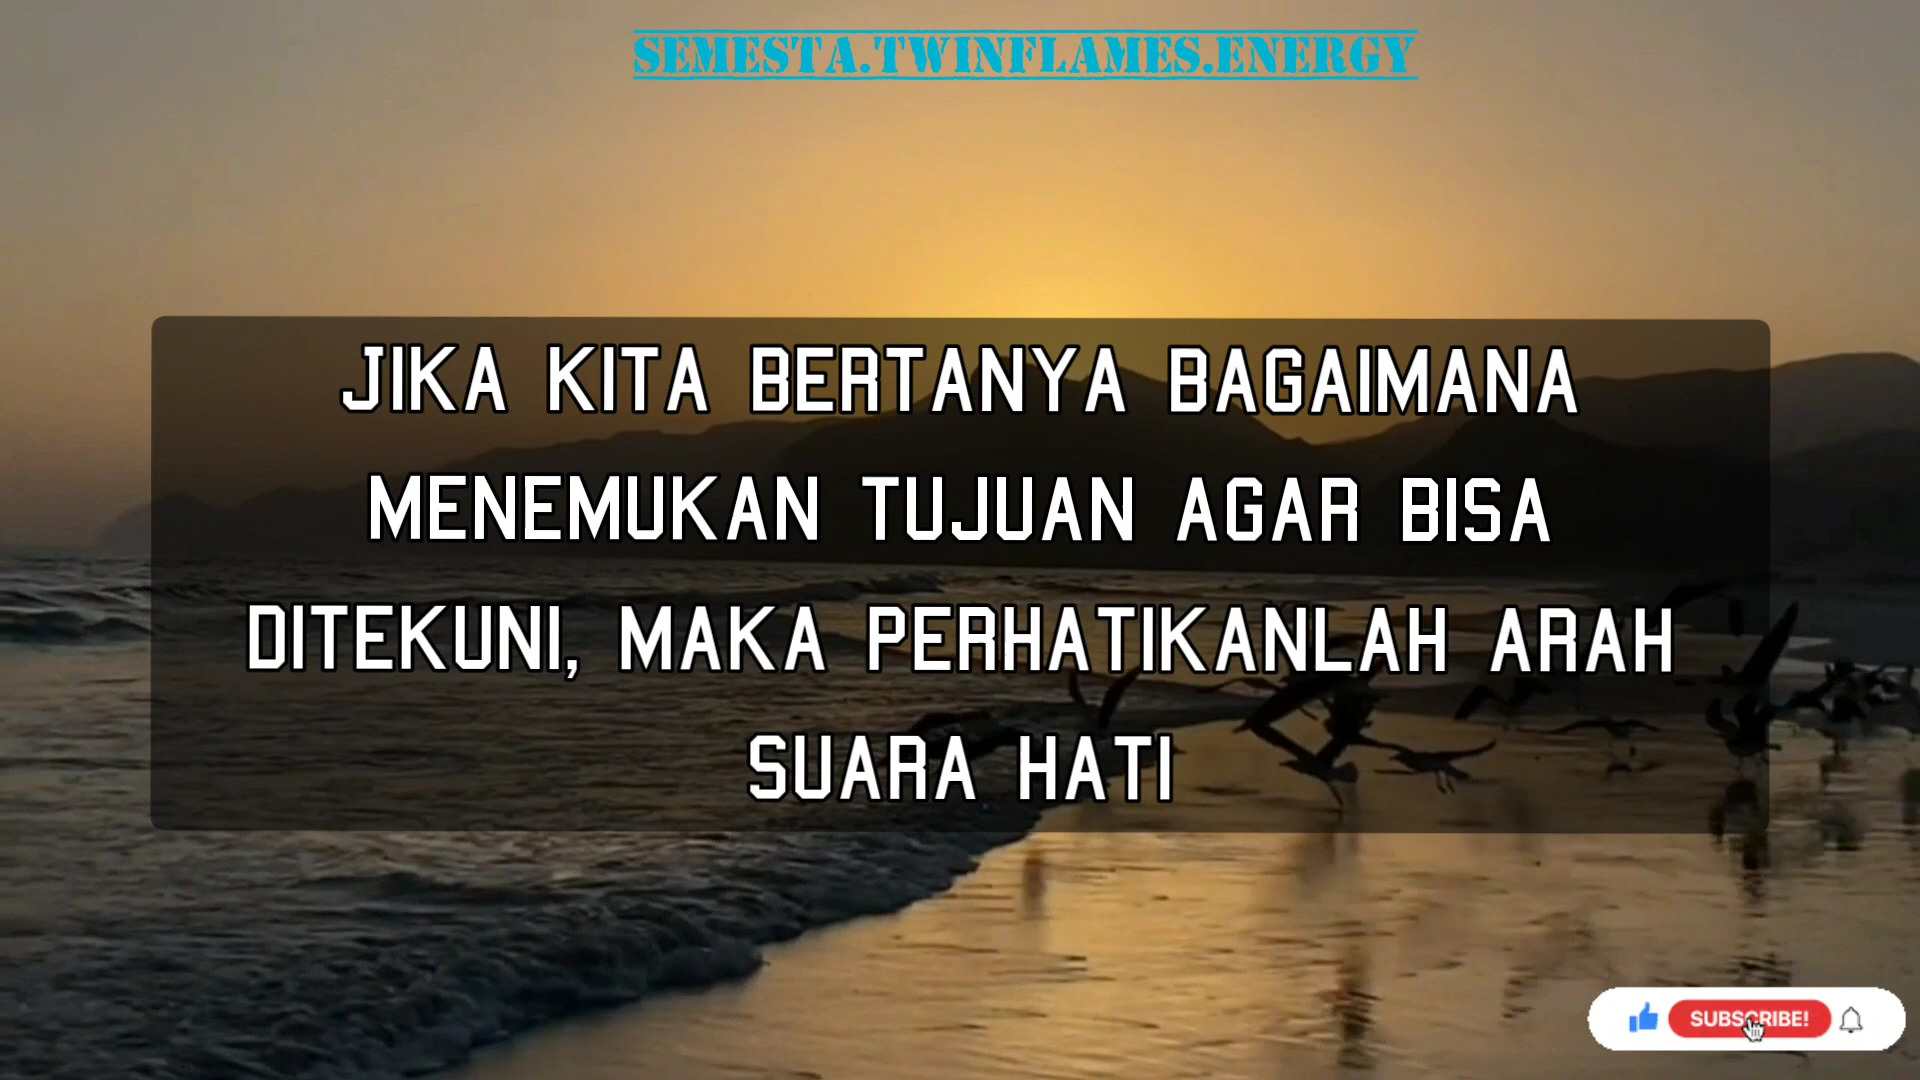 SEMESTA.TWINFLAMES.ENERGY
JIKA KITA BERTANYA BAGAIMANA
MENEMUKAN TUJUAN AGAR BISA
DITEKUNI, MAKA PERHATIKANLAH ARAH
SUARA HATI
SUBSCRIBE!